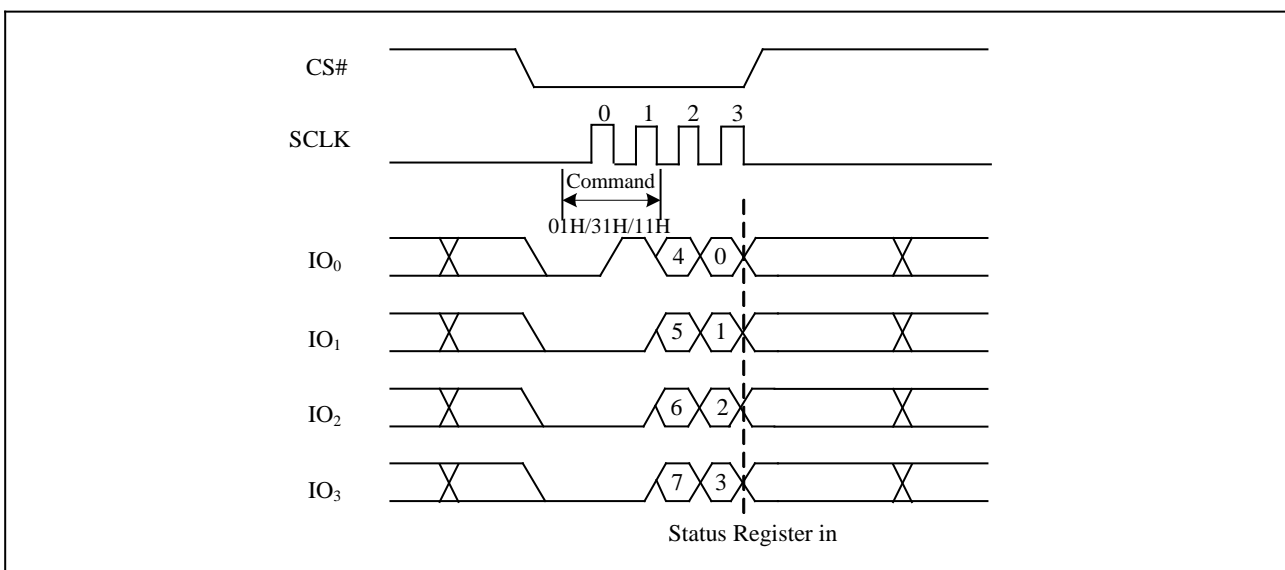 CS#
0 1 2 3
SCLK
Command
01H/31H/11H
IO₀ 4 0
IO₁ 5 1
IO₂ 6 2
IO₃ 7 3
Status Register in